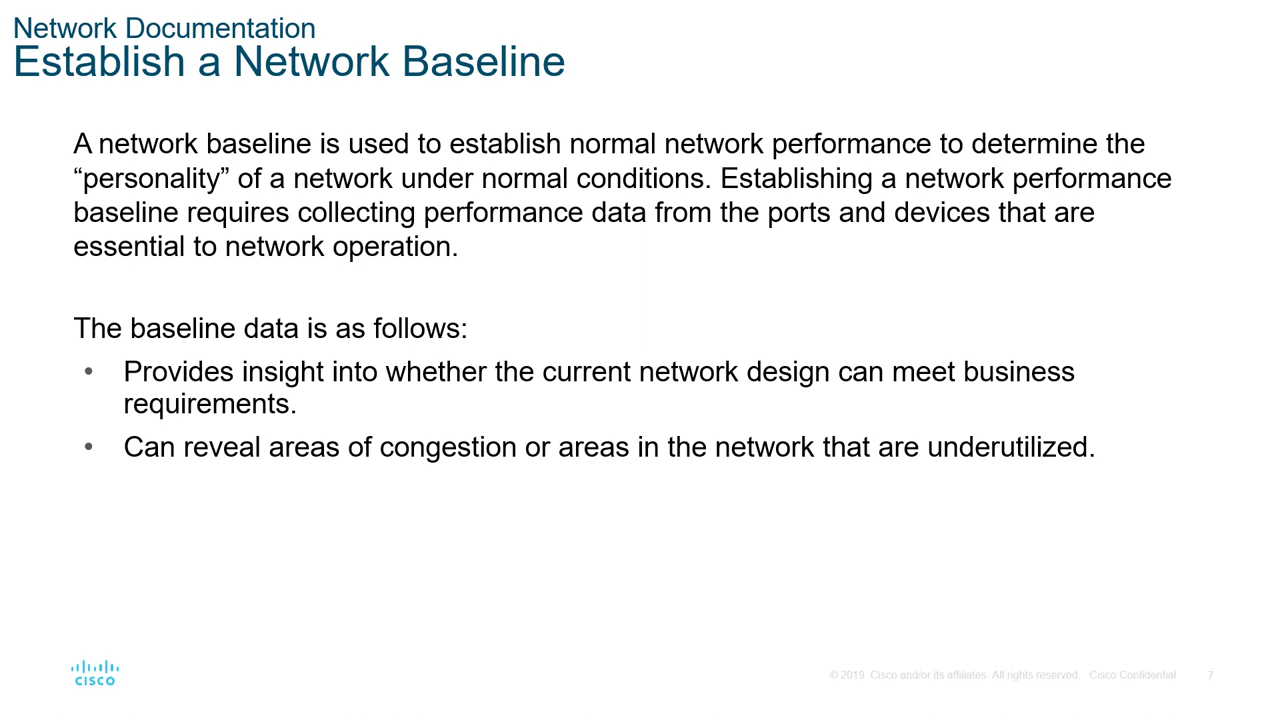 Network Documentation
Establish a Network Baseline
A network baseline is used to establish normal network performance to determine the
“personality” of a network under normal conditions. Establishing a network performance
baseline requires collecting performance data from the ports and devices that are
essential to network operation.
The baseline data is as follows:
• Provides insight into whether the current network design can meet business
requirements.
• Can reveal areas of congestion or areas in the network that are underutilized.
CISCO
© 2019 Cisco and/or its affiliates. All rights reserved. Cisco Confidential 7